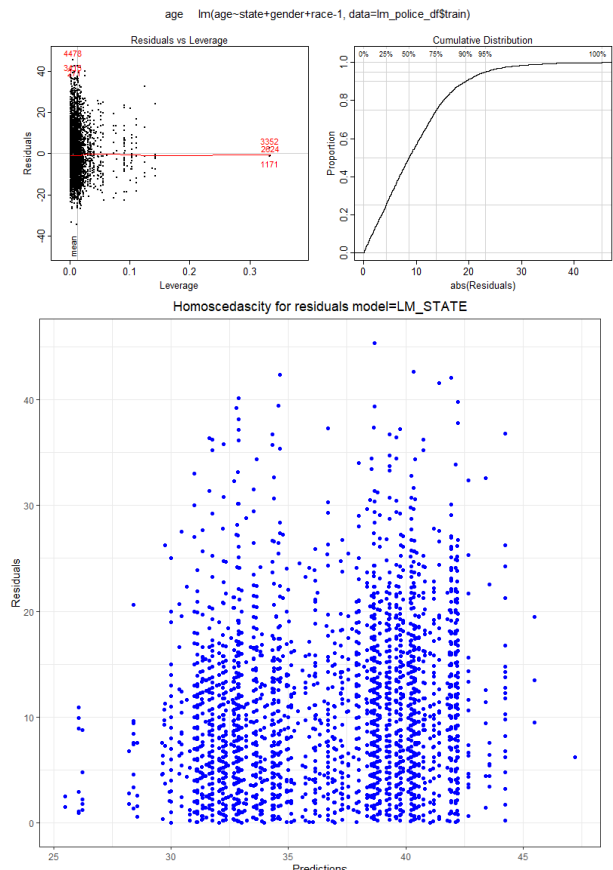 age lm(age~state+gender+race-1, data=lm_police_df$train)
Residuals vs Leverage
4478
40
20
0
-20
-40
Residuals
mean
3352
2624
1171
0.0 0.1 0.2 0.3
Leverage
Cumulative Distribution
0% 25% 50% 75% 90% 95% 100%
1.0
0.8
0.6
0.4
0.2
0.0
Proportion
0 10 20 30 40
abs(Residuals)
Homoscedascity for residuals model=LM_STATE
40
30
20
10
0
Residuals
25 30 35 40 45
Predictions